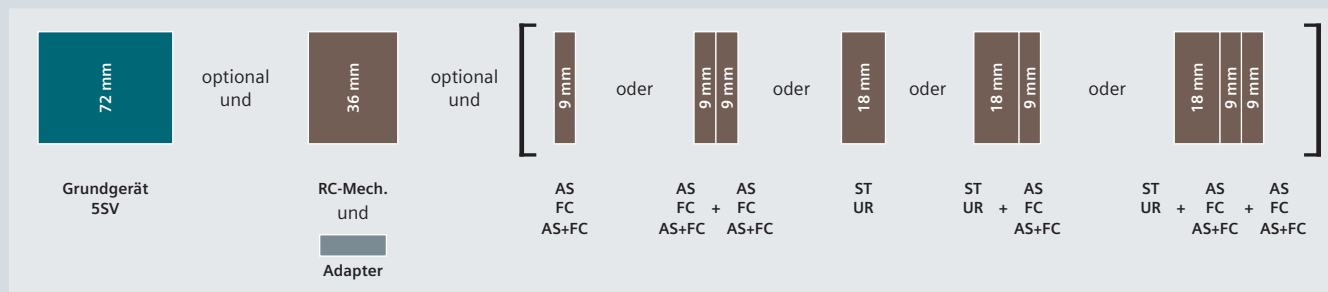 72 mm
optional
und
36 mm
optional
und
9 mm
oder
9 mm
9 mm
oder
18 mm
oder
18 mm
9 mm
oder
18 mm
9 mm
9 mm
Grundgerät
5SV
RC-Mech.
und
Adapter
AS
FC
AS+FC
AS AS
FC + FC
AS+FC AS+FC
ST
UR
ST AS
UR + FC
AS+FC
ST AS AS
UR + FC + FC
AS+FC AS+FC